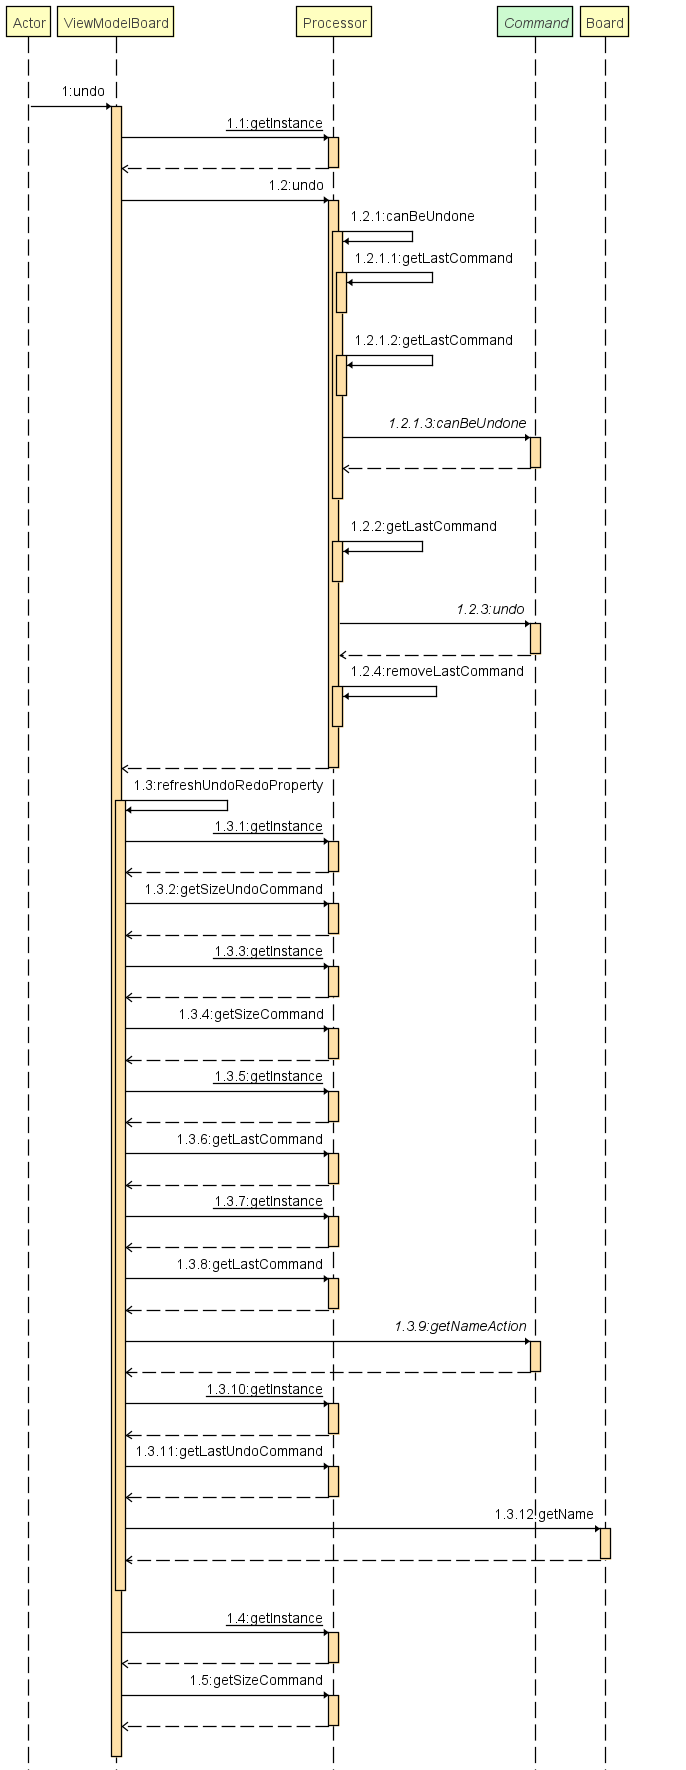 Actor ViewModelBoard Processor Command Board
1:undo
1.1:getInstance
1.2:undo
1.2.1:canBeUndone
1.2.1.1:getLastCommand
1.2.1.2:getLastCommand
1.2.1.3:canBeUndone
1.2.2:getLastCommand
1.2.3:undo
1.2.4:removeLastCommand
1.3:refreshUndoRedoProperty
1.3.1:getInstance
1.3.2:getSizeUndoCommand
1.3.3:getInstance
1.3.4:getSizeCommand
1.3.5:getInstance
1.3.6:getLastCommand
1.3.7:getInstance
1.3.8:getLastCommand
1.3.9:getNameAction
1.3.10:getInstance
1.3.11:getLastUndoCommand
1.3.12:getName
1.4:getInstance
1.5:getSizeCommand